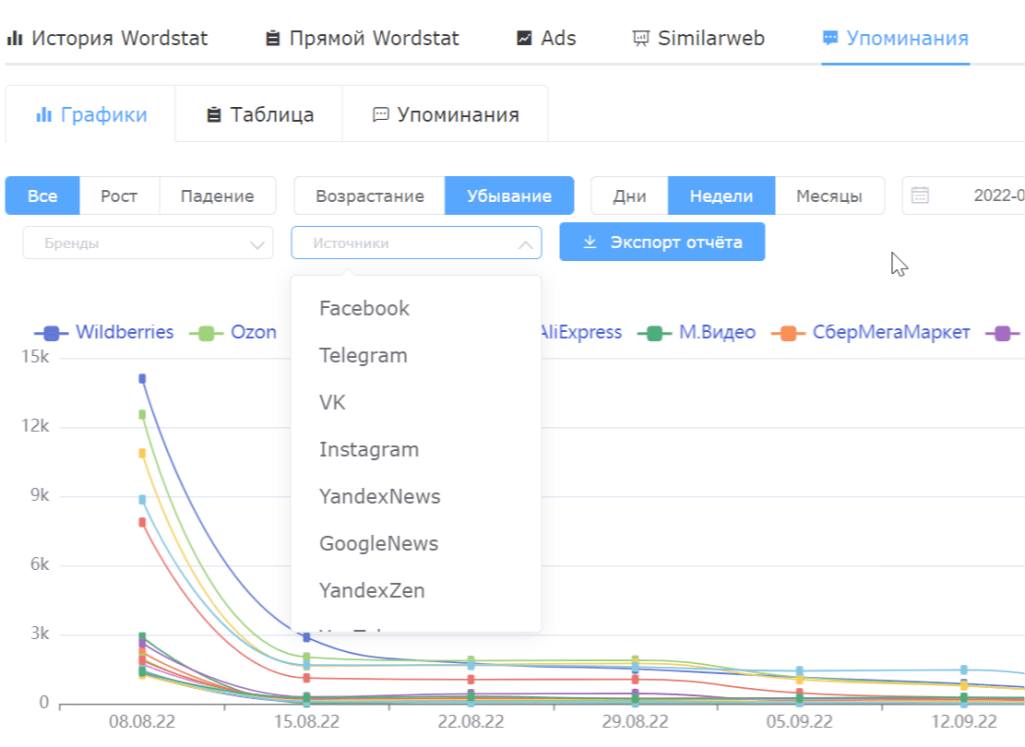 История Wordstat Прямой Wordstat Ads Similarweb Упоминания
Графики Таблица Упоминания
Все Рост Падение Возрастание Убывание Дни Недели Месяцы 2022-0
Бренды Источники Экспорт отчёта
Wildberries Ozon AliExpress М.Видео СберМегаМаркет
Facebook
Telegram
VK
Instagram
YandexNews
GoogleNews
YandexZen
15k
12k
9k
6k
3k
0
08.08.22 15.08.22 22.08.22 29.08.22 05.09.22 12.09.22